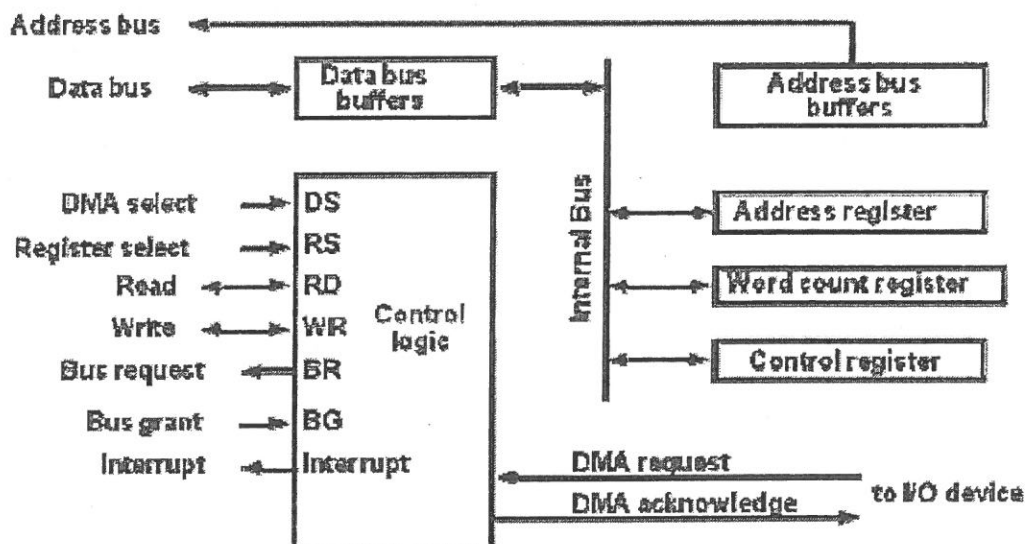 Address bus
Data bus
Data bus
buffers
Address bus
buffers
DMA select
DS
Register select
RS
Read
RD
Write
WR
Control
logic
Bus request
BR
Bus grant
BG
Interrupt
Interrupt
Internal Bus
Address register
Word count register
Control register
DMA request
DMA acknowledge
to I/O device